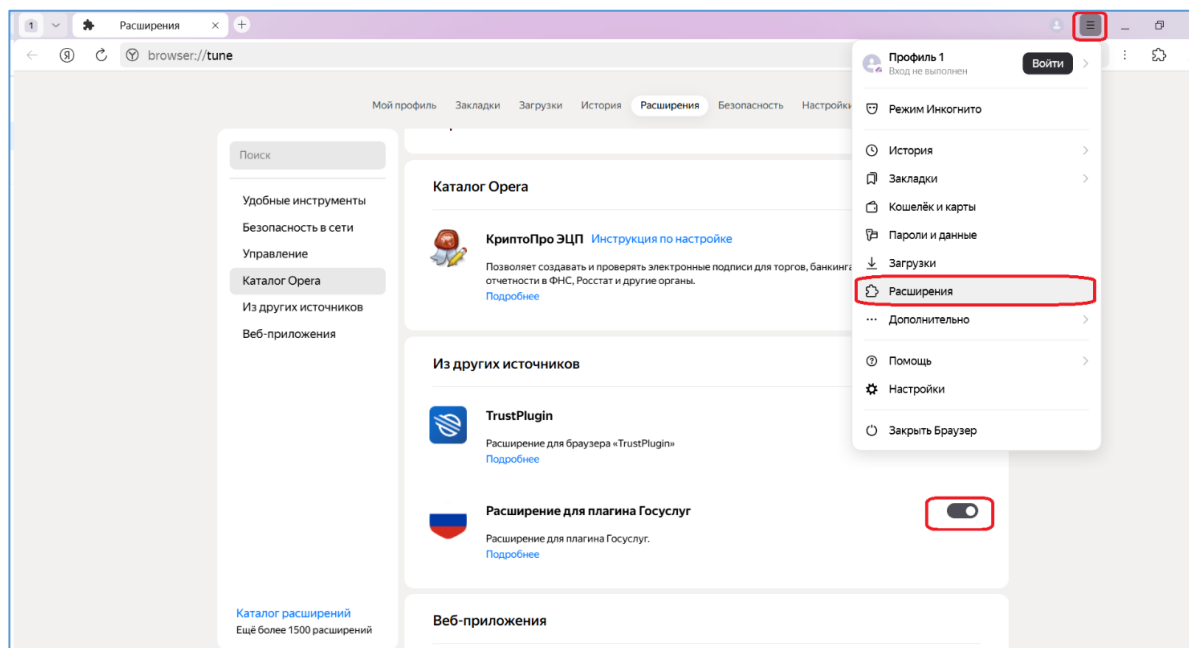 1
Расширения
browser://tune
Мой профиль Закладки Загрузки История Расширения Безопасность Настройки
Поиск
Удобные инструменты
Безопасность в сети
Управление
Каталог Opera
Из других источников
Веб-приложения
Каталог расширений
Ещё более 1500 расширений
Каталог Opera
КриптоПро ЭЦП Инструкция по настройке
Позволяет создавать и проверять электронные подписи для торгов, банкинга
отчетности в ФНС, Росстат и другие органы.
Подробнее
Из других источников
TrustPlugin
Расширение для браузера «TrustPlugin»
Подробнее
Расширение для плагина Госуслуг
Расширение для плагина Госуслуг.
Подробнее
Веб-приложения
Профиль 1
Вход не выполнен
Войти
Режим Инкогнито
История
Закладки
Кошелёк и карты
Пароли и данные
Загрузки
Расширения
Дополнительно
Помощь
Настройки
Закрыть Браузер